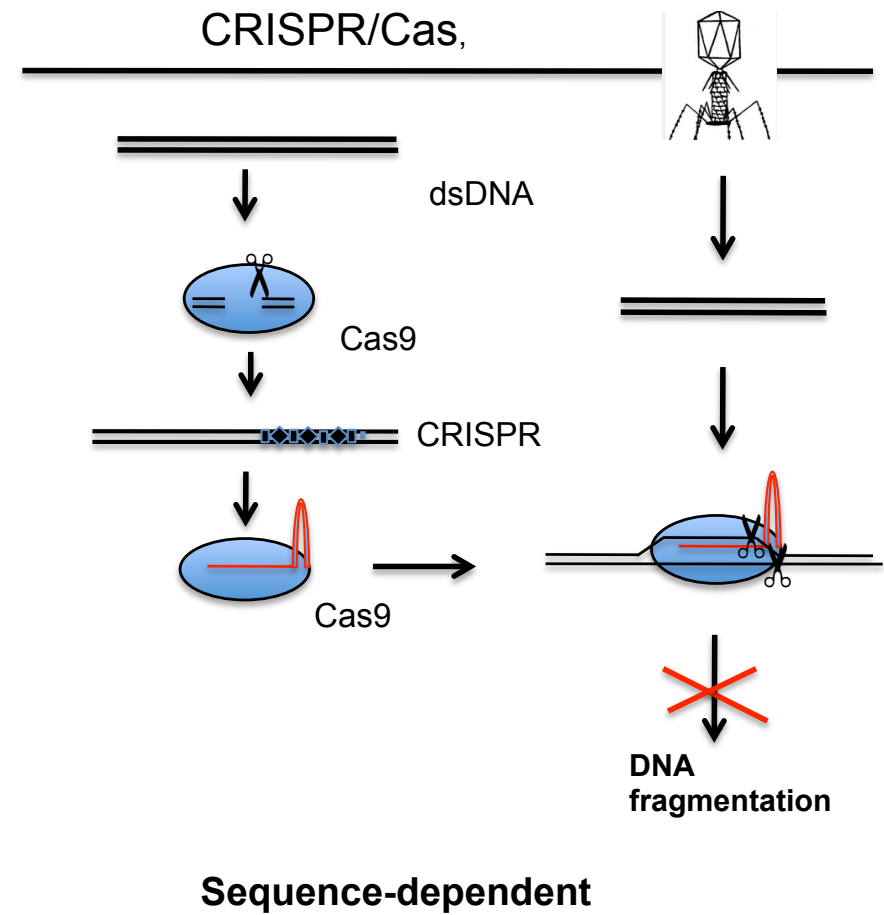 CRISPR/Cas,
dsDNA
Cas9
CRISPR
Cas9
DNA
fragmentation
Sequence-dependent